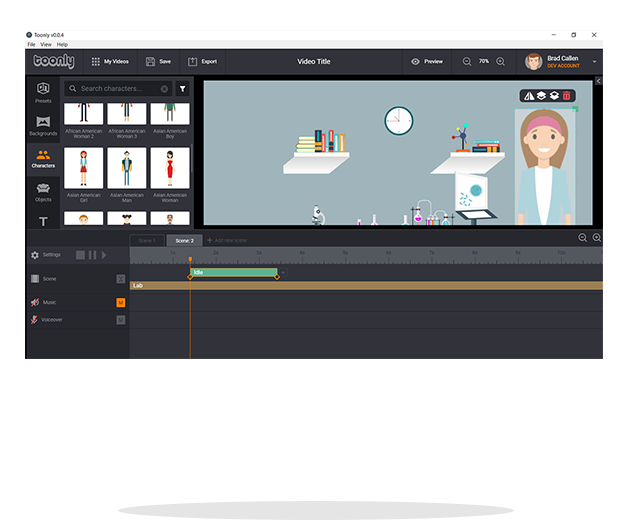 Toonly v0.0.4
File View Help
toonly My Videos Save Export Video Title Preview 70% Brad Callen
DEV ACCOUNT
Presets
Backgrounds
Characters
Objects
T
Search characters...
African American Woman 2
African American Woman 3
Asian American Boy
Asian American Girl
Asian American Man
Asian American Woman
Scene 1 Scene: 2 Add new scene
Settings
Scene
Idle
Lab
Music M
Voiceover M